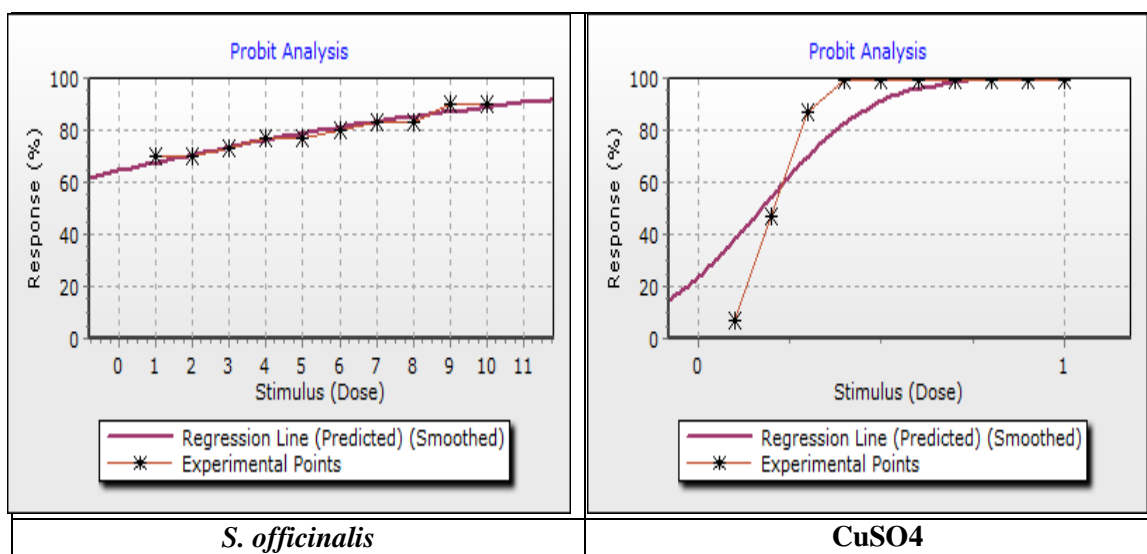 Probit Analysis
100
80
60
40
20
0
Response (%)
0 1 2 3 4 5 6 7 8 9 10 11
Stimulus (Dose)
Regression Line (Predicted) (Smoothed)
Experimental Points
S. officinalis
Probit Analysis
100
80
60
40
20
0
Response (%)
0 1
Stimulus (Dose)
Regression Line (Predicted) (Smoothed)
Experimental Points
CuSO4